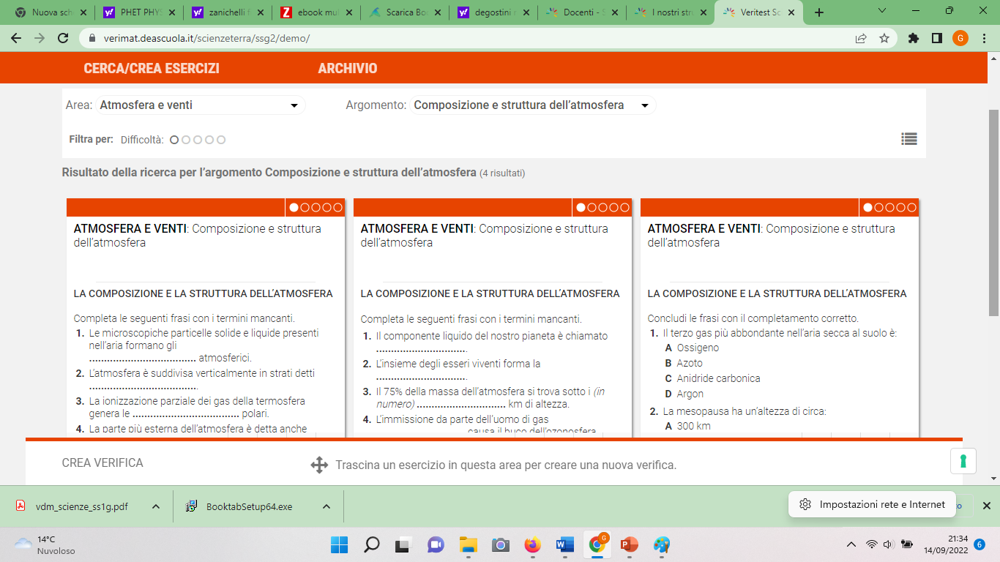 Nuova sch
PHET PHYS
zanichelli f
ebook mul
Scarica Boo
degostini r
Docenti - S
I nostri stru
Veritest Sc
verimat.deascuola.it/scienzeterra/ssg2/demo/
G
CERCA/CREA ESERCIZI
ARCHIVIO
Area: Atmosfera e venti
Argomento: Composizione e struttura dell'atmosfera
Filtra per: Difficoltà:
Risultato della ricerca per l'argomento Composizione e struttura dell'atmosfera (4 risultati)
ATMOSFERA E VENTI: Composizione e struttura
dell'atmosfera
LA COMPOSIZIONE E LA STRUTTURA DELL'ATMOSFERA
Completa le seguenti frasi con i termini mancanti.
1. Le microscopiche particelle solide e liquide presenti
nell'aria formano gli
.................................... atmosferici.
2. L'atmosfera è suddivisa verticalmente in strati detti
.....................................
3. La ionizzazione parziale dei gas della termosfera
genera le .................................... polari.
4. La parte più esterna dell'atmosfera è detta anche
ATMOSFERA E VENTI: Composizione e struttura
dell'atmosfera
LA COMPOSIZIONE E LA STRUTTURA DELL'ATMOSFERA
Completa le seguenti frasi con i termini mancanti.
1. Il componente liquido del nostro pianeta è chiamato
...............................
2. L'insieme degli esseri viventi forma la
...............................
3. Il 75% della massa dell'atmosfera si trova sotto i (in
numero) .............................. km di altezza.
4. L'immissione da parte dell'uomo di gas
causa il buco dell'ozonosfera
ATMOSFERA E VENTI: Composizione e struttura
dell'atmosfera
LA COMPOSIZIONE E LA STRUTTURA DELL'ATMOSFERA
Concludi le frasi con il completamento corretto.
1. Il terzo gas più abbondante nell'aria secca al suolo è:
A Ossigeno
B Azoto
C Anidride carbonica
D Argon
2. La mesopausa ha un'altezza di circa:
A 300 km
CREA VERIFICA
Trascina un esercizio in questa area per creare una nuova verifica.
vdm_scienze_ss1g.pdf
BooktabSetup64.exe
Impostazioni rete e Internet
14°C
Nuvoloso
G
21:34
14/09/2022
6